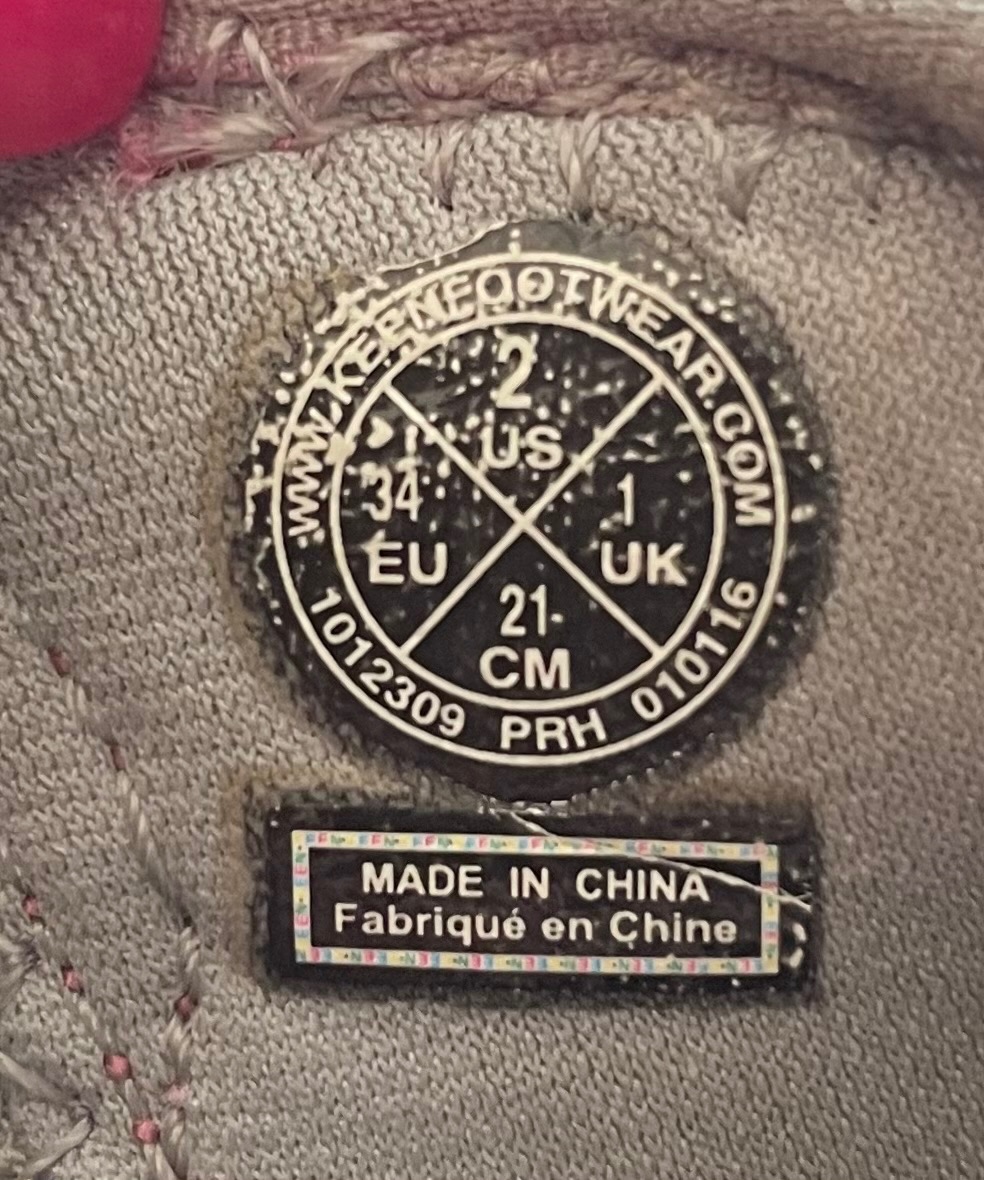 WWW.KEENFOOTWEAR.COM
2
US
34
EU
1
UK
21
CM
1012309 PRH 010116
MADE IN CHINA
Fabriqué en Chine